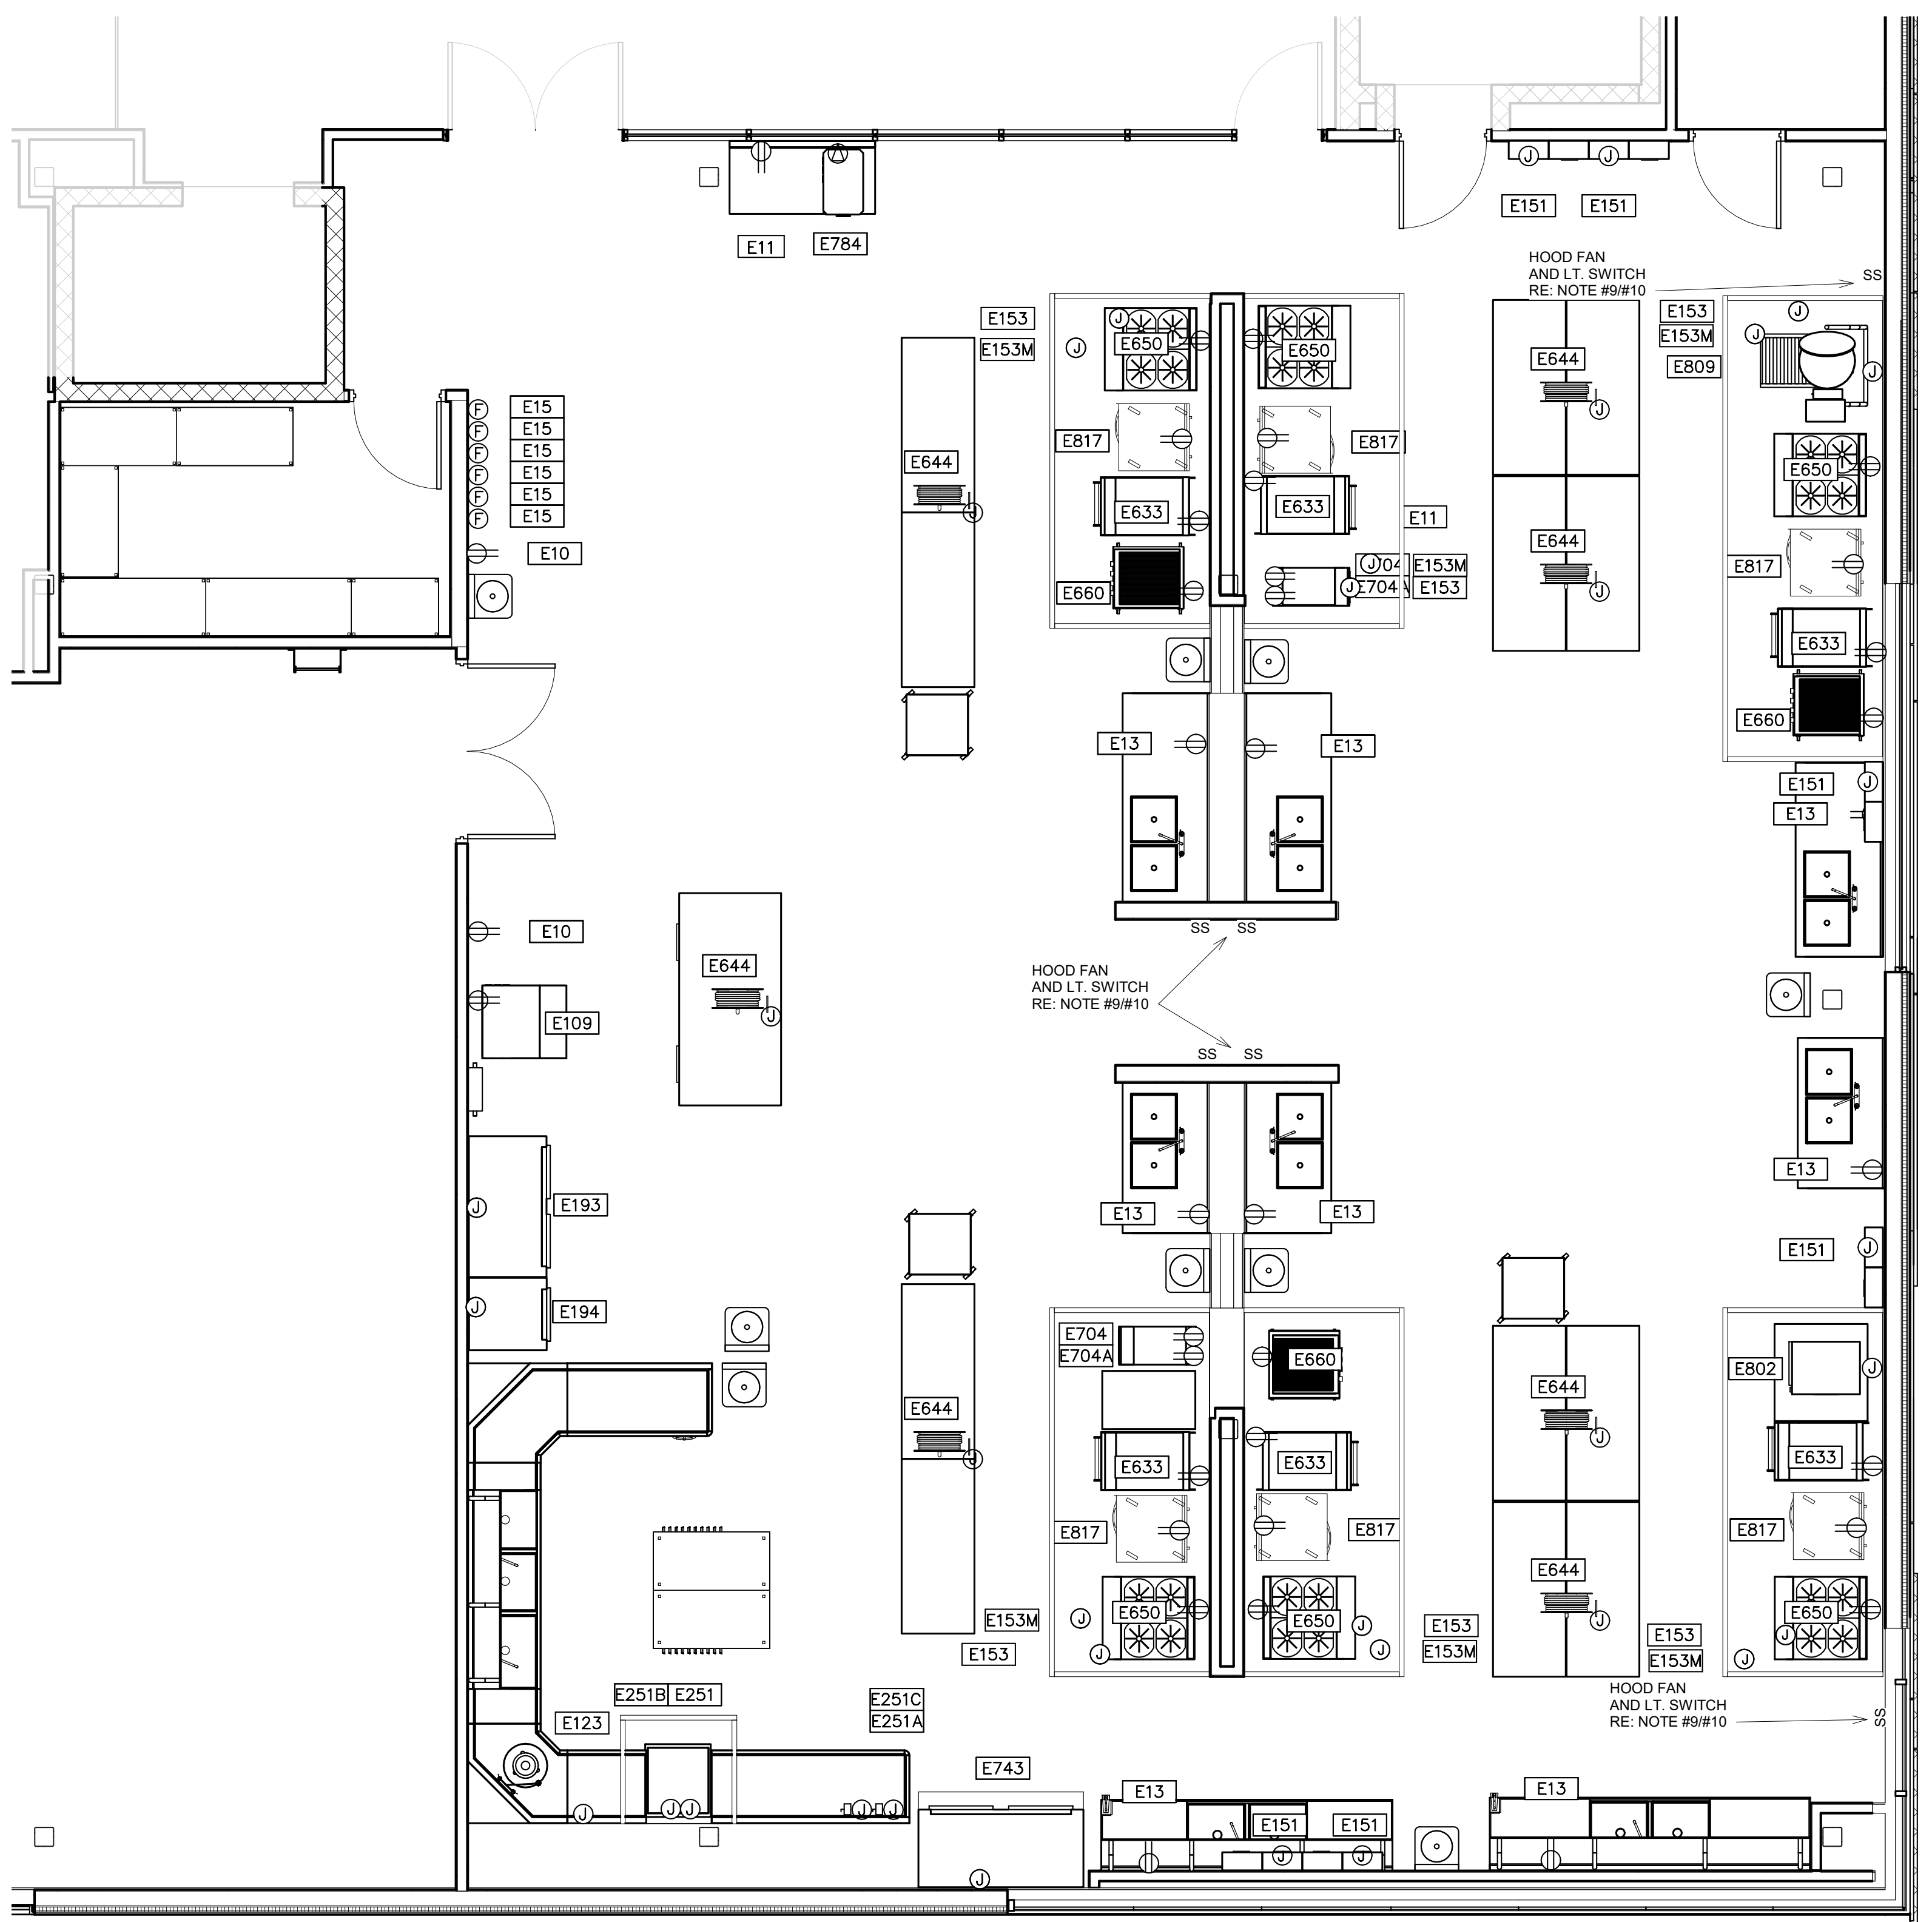 E11
E784
E151
E151
HOOD FAN
AND LT. SWITCH
RE: NOTE #9/#10
SS
E153
E153M
J
J
E650
E650
E644
E153
E153M
E809
J
J
J
J
E15
E15
E15
E15
E15
E15
F
F
F
F
F
F
E10
E644
J
E817
E817
E633
E633
E11
E660
J
J
E704A
E153M
E153
E644
J
E650
E817
E633
E660
E13
E13
E151
J
E13
SS
SS
E10
E644
J
HOOD FAN
AND LT. SWITCH
RE: NOTE #9/#10
E109
SS
SS
E13
E193
J
E13
E13
E151
J
E194
J
E704
E704A
E660
E802
J
E644
J
E644
J
E633
E633
E633
E817
E817
E817
E644
J
E650
E650
E650
J
J
J
J
J
J
E153M
E153
E153
E153M
E153
E153M
HOOD FAN
AND LT. SWITCH
RE: NOTE #9/#10
SS
E251B
E251
E251C
E251A
E123
E743
E13
E13
E151
E151
J
J
J
J
J
J
J
J